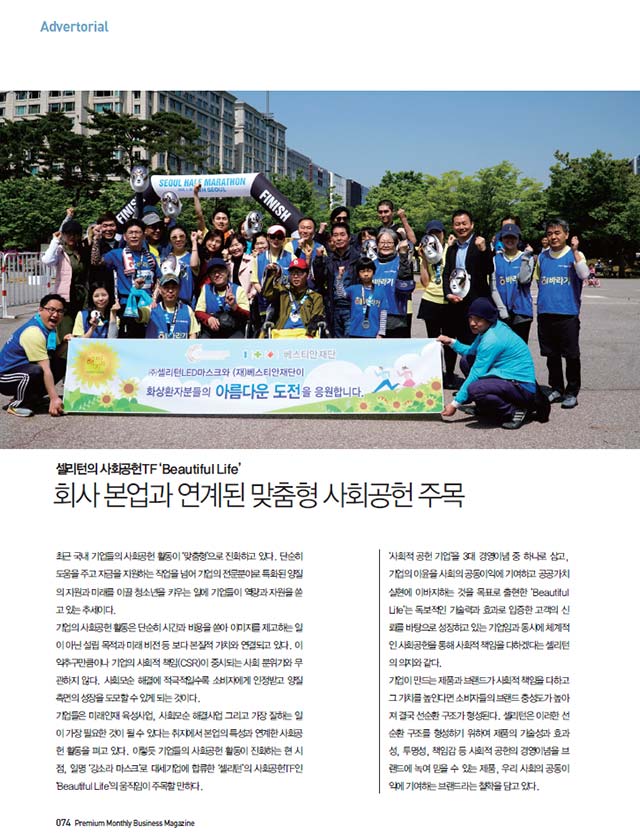 Advertorial
SEOUL HALF MARATHON
FINISH
FINISH
해바라기
베스티안재단
㈜셀리턴LED마스크와 (재)베스티안재단이
화상환자분들의 아름다운 도전을 응원합니다.
셀리턴의 사회공헌TF ‘Beautiful Life’
회사 본업과 연계된 맞춤형 사회공헌 주목
최근 국내 기업들의 사회공헌 활동이 ‘맞춤형’으로 진화하고 있다. 단순히
도움을 주고 자금을 지원하는 작업을 넘어 기업의 전문분야로 특화된 양질
의 지원과 미래를 이끌 청소년을 키우는 일에 기업들이 역량과 자원을 쏟
고 있는 추세이다.
기업의 사회공헌 활동은 단순히 시간과 비용을 쏟아 이미지를 제고하는 일
이 아닌 설립 목적과 미래 비전 등 보다 본질적 가치와 연결되고 있다. 이
익추구만큼이나 기업의 사회적 책임(CSR)이 중시되는 사회 분위기와 무
관하지 않다. 사회모순 해결에 적극적일수록 소비자에게 인정받고 양질
측면의 성장을 도모할 수 있게 되는 것이다.
기업들은 미래인재 육성사업, 사회모순 해결사업 그리고 가장 잘하는 일
이 가장 필요한 것이 될 수 있다는 취지에서 본업의 특성과 연계한 사회공
헌 활동을 펴고 있다. 이렇듯 기업들의 사회공헌 활동이 진화하는 현 시
점, 일명 ‘강소라 마스크’로 대세기업에 합류한 ‘셀리턴’의 사회공헌TF인
‘Beautiful Life’의 움직임이 주목할 만하다.
‘사회적 공헌 기업’을 3대 경영이념 중 하나로 삼고,
기업의 이윤을 사회의 공동이익에 기여하고 공공가치
실현에 이바지하는 것을 목표로 출현한 ‘Beautiful
Life’는 독보적인 기술력과 효과로 입증한 고객의 신
뢰를 바탕으로 성장하고 있는 기업임과 동시에 체계적
인 사회공헌을 통해 사회적 책임을 다하겠다는 셀리턴
의 의지와 같다.
기업이 만드는 제품과 브랜드가 사회적 책임을 다하고
그 가치를 높인다면 소비자들의 브랜드 충성도가 높아
져 결국 선순환 구조가 형성된다. 셀리턴은 이러한 선
순환 구조를 형성하기 위하여 제품의 기술성과 효과
성, 투명성, 책임감 등 사회적 공헌의 경영이념을 브
랜드에 녹여 믿을 수 있는 제품, 우리 사회의 공동이
익에 기여하는 브랜드라는 철학을 담고 있다.
074 Premium Monthly Business Magazine